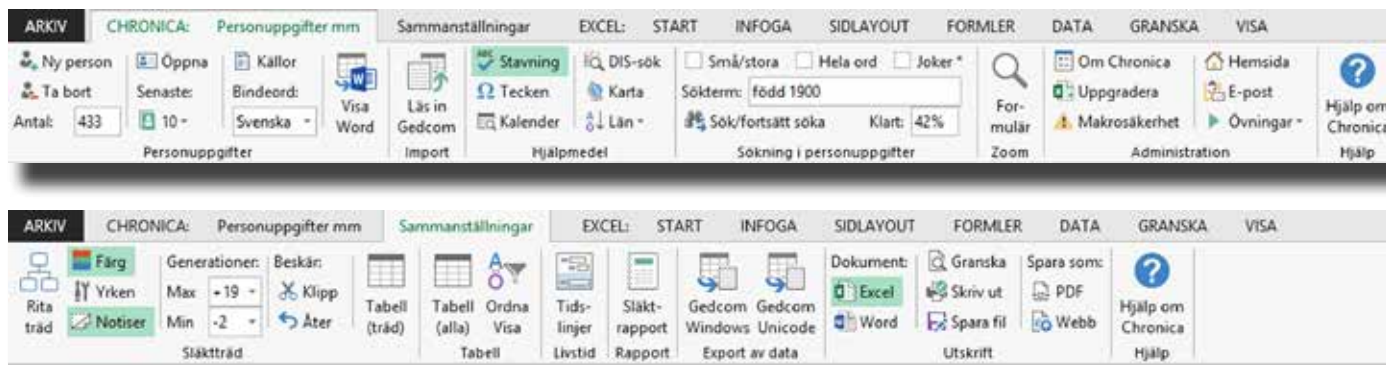 ARKIV CHRONICA: Personuppgifter mm Sammanställningar EXCEL: START INFOGA SIDLAYOUT FORMLER DATA GRANSKA VISA
Ny person Öppna Källor Stavning DIS-sök Små/stora Hela ord Joker * Om Chronica Hemsida
Ta bort Senaste: Bindeord: Visa Word Läs in Gedcom Ω Tecken Karta Sökterm: född 1900 For-mulär Uppgradera E-post Hjälp om Chronica
Antal: 433 10 Svenska Kalender Län Sök/fortsätt söka Klart: 42% Makrosäkerhet Övningar
Personuppgifter Import Hjälpmedel Sökning i personuppgifter Zoom Administration Hjälp
ARKIV CHRONICA: Personuppgifter mm Sammanställningar EXCEL: START INFOGA SIDLAYOUT FORMLER DATA GRANSKA VISA
Färg Generationer: Beskär: Dokument: Granska Spara som:
Rita träd Yrken Max +19 Klipp Tabell (träd) Tabell (alla) Ordna Visa Tids-linjer Släkt-rapport Gedcom Windows Gedcom Unicode Excel Skriv ut PDF Hjälp om Chronica
Notiser Min -2 Åter Word Spara fil Webb
Släktträd Tabell Livstid Rapport Export av data Utskrift Hjälp